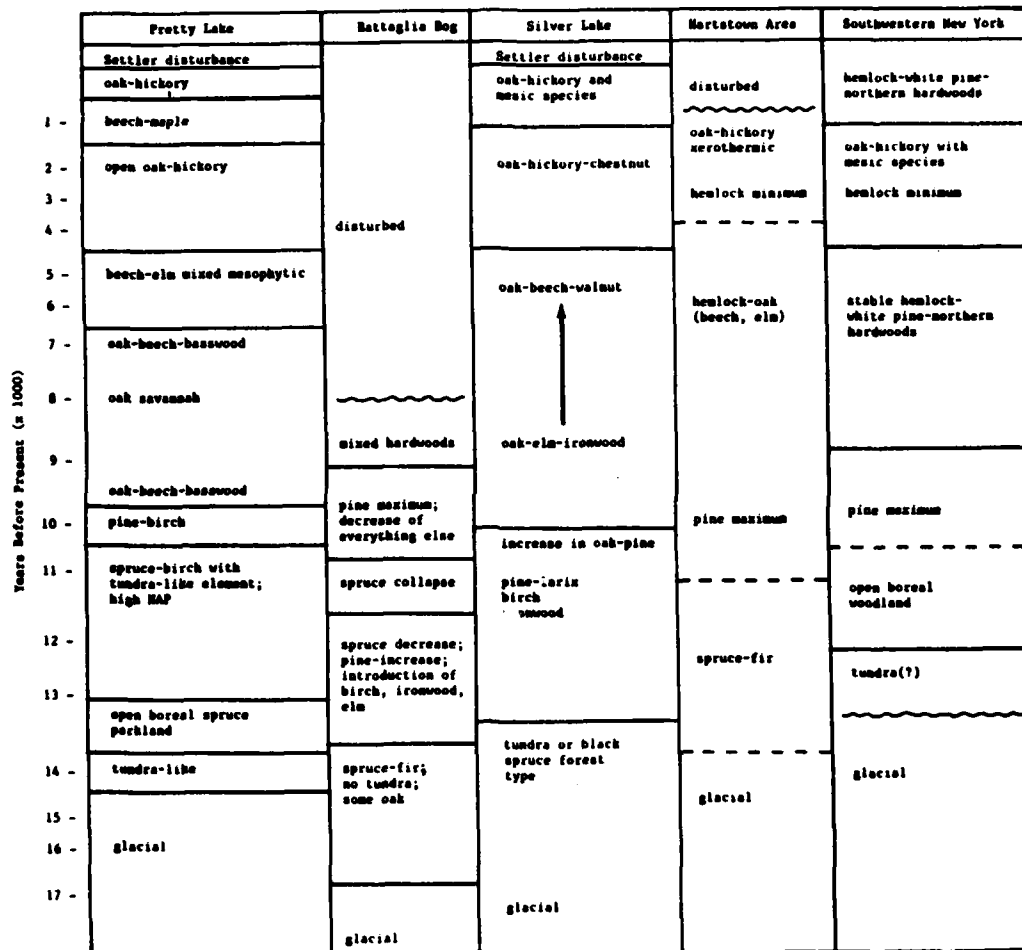 Pretty Lake
Battaglia Bog
Silver Lake
Hartstown Area
Southwestern New York
Years Before Present (x 1000)
1 -
2 -
3 -
4 -
5 -
6 -
7 -
8 -
9 -
10 -
11 -
12 -
13 -
14 -
15 -
16 -
17 -
Settler disturbance
oak-hickory
beech-maple
open oak-hickory
beech-elm mixed mesophytic
oak-beech-basswood
oak savannah
oak-beech-basswood
pine-birch
spruce-birch with
tundra-like element;
high NAP
open boreal spruce
parkland
tundra-like
glacial
disturbed
mixed hardwoods
pine maximum;
decrease of
everything else
spruce collapse
spruce decrease;
pine-increase;
introduction of
birch, ironwood,
elm
spruce-fir;
no tundra;
some oak
glacial
Settler disturbance
oak-hickory and
mesic species
oak-hickory-chestnut
oak-beech-walnut
oak-elm-ironwood
increase in oak-pine
pine-larix
birch
tundra or black
spruce forest
type
glacial
disturbed
oak-hickory
xerothermic
hemlock minimum
hemlock-oak
(beech, elm)
pine maximum
spruce-fir
glacial
hemlock-white pine-
northern hardwoods
oak-hickory with
mesic species
hemlock minimum
stable hemlock-
white pine-northern
hardwoods
pine maximum
open boreal
woodland
tundra(?)
glacial